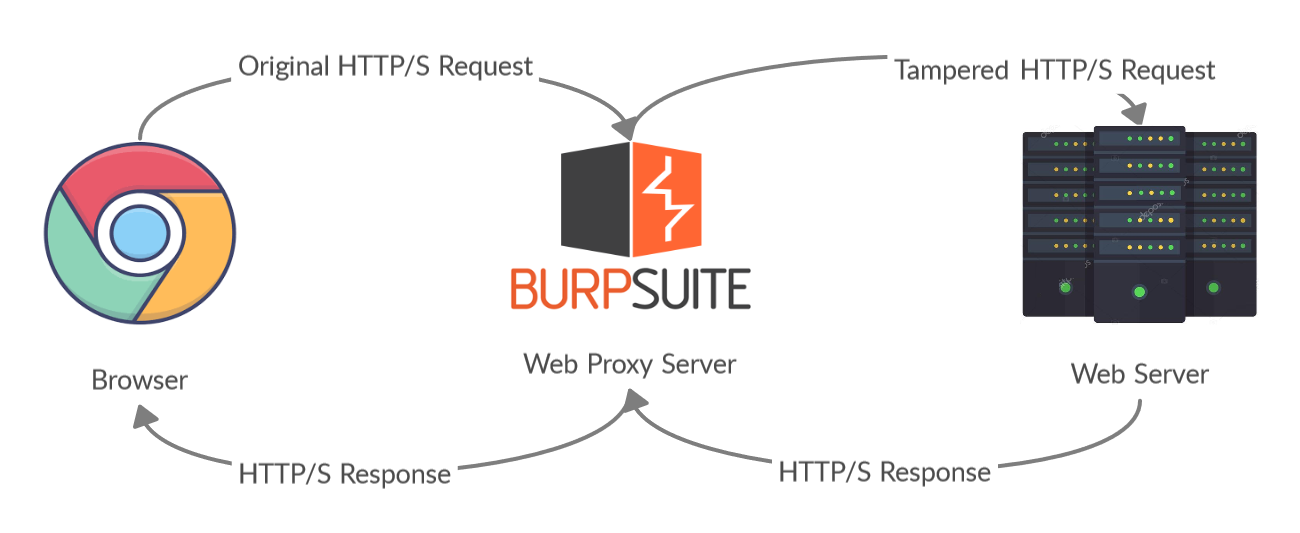 Original HTTP/S Request
Tampered HTTP/S Request
BURPSUITE
Web Proxy Server
Browser
Web Server
HTTP/S Response
HTTP/S Response